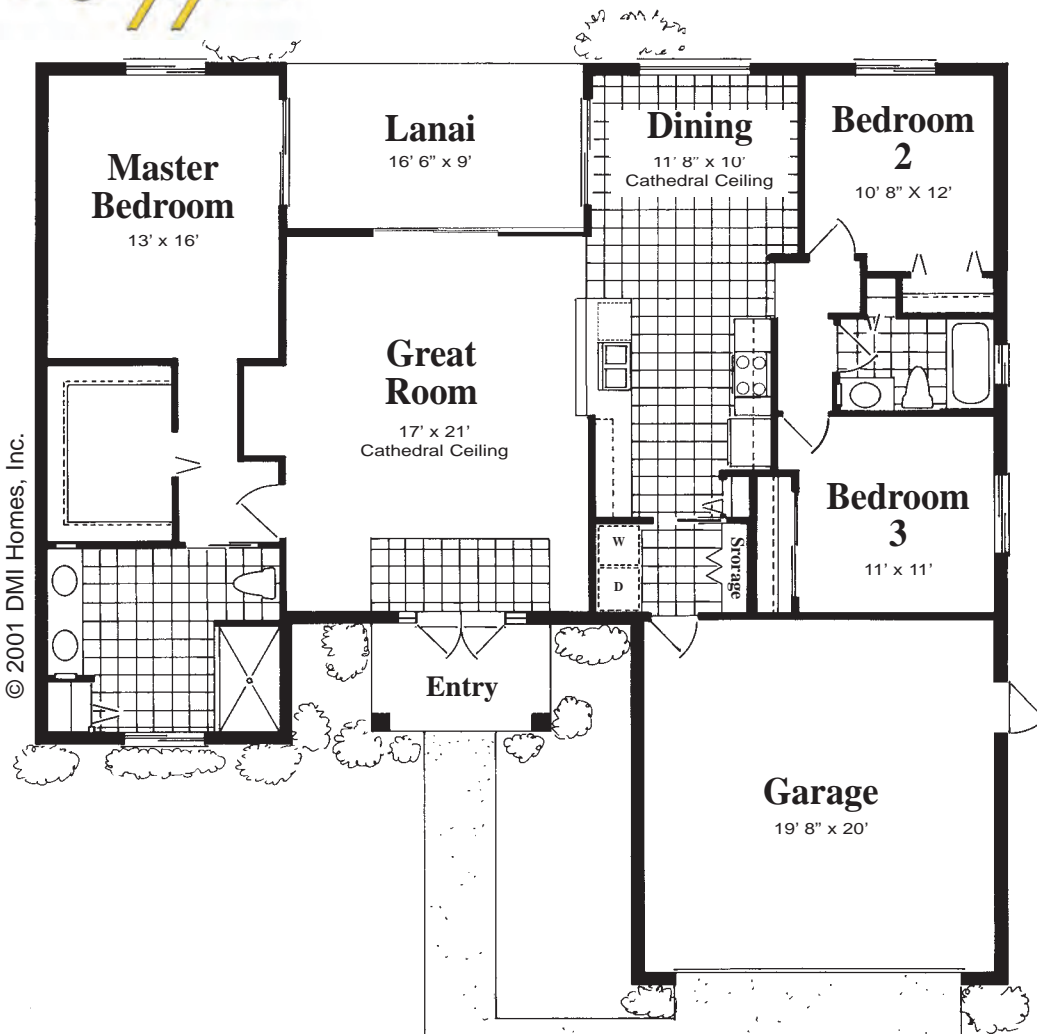 Master
Bedroom
13' x 16'
Lanai
16' 6” x 9’
Dining
11’ 8” x 10’
Cathedral Ceiling
Bedroom
2
10’ 8” X 12’
Great
Room
17’ x 21’
Cathedral Ceiling
Bedroom
3
11’ x 11’
W
D
Srorage
Entry
Garage
19’ 8” x 20’
© 2001 DMI Homes, Inc.